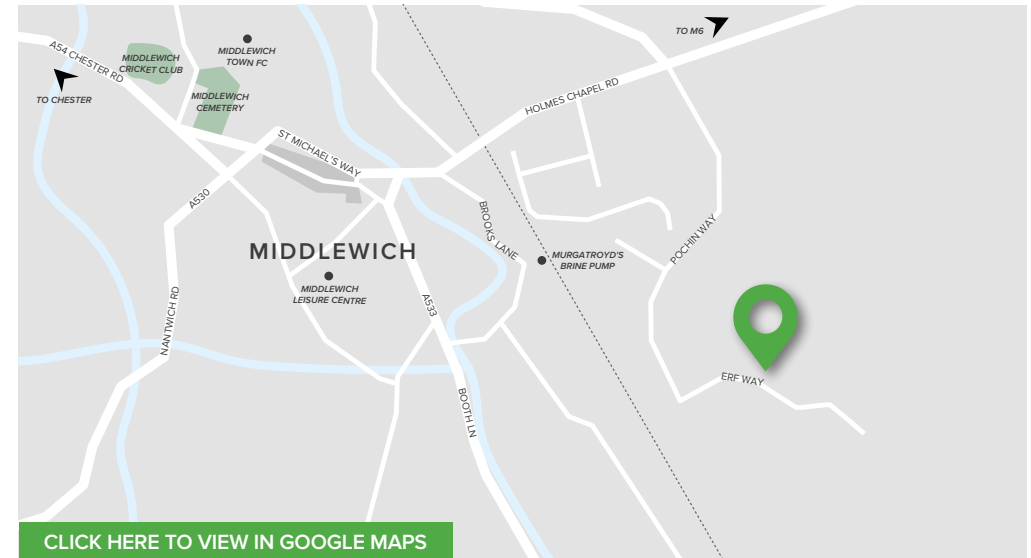 TO M6
A54 CHESTER RD
MIDDLEWICH
CRICKET CLUB
MIDDLEWICH
TOWN FC
TO CHESTER
MIDDLEWICH
CEMETERY
HOLMES CHAPEL RD
ST MICHAEL'S WAY
A530
BROOKS LANE
POCHIN WAY
MIDDLEWICH
MURGATROYD'S
BRINE PUMP
MIDDLEWICH
LEISURE CENTRE
A533
NANTWICH RD
ERF WAY
BOOTH LN
CLICK HERE TO VIEW IN GOOGLE MAPS